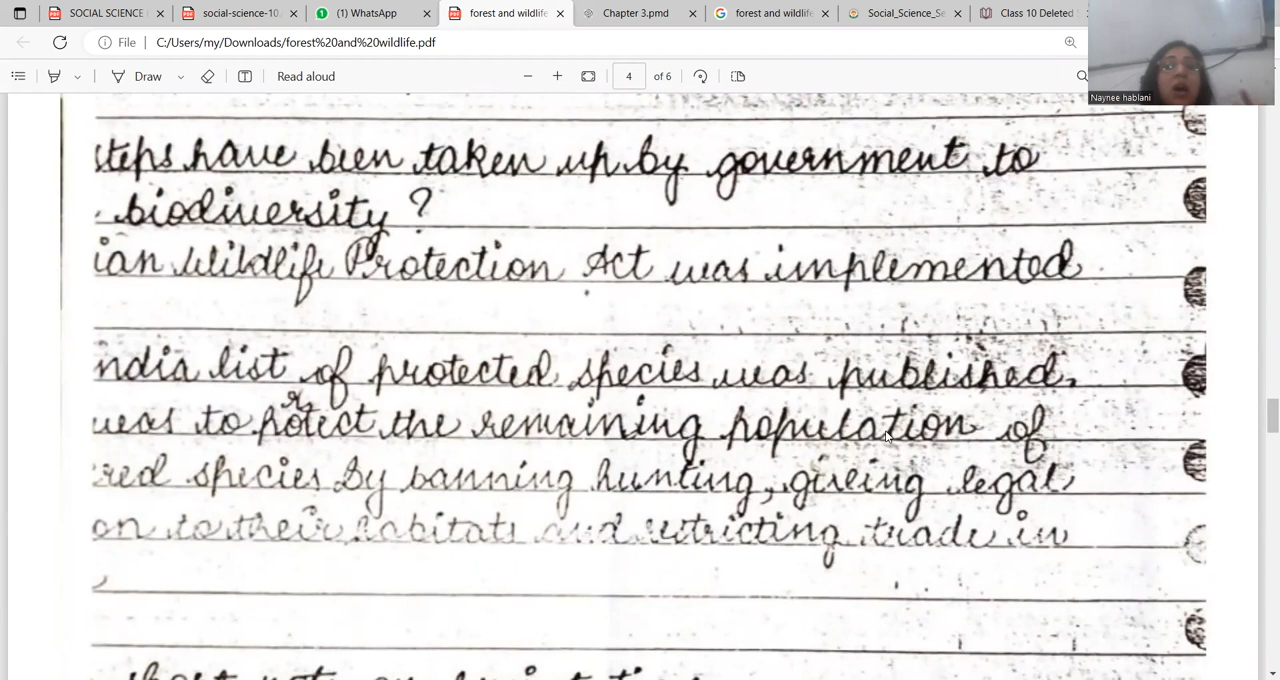 SOCIAL SCIENCE (
social-science-10.
(1) WhatsApp
forest and wildlife
Chapter 3.pmd
forest and wildlife
Social_Science_Se
Class 10 Deleted
File C:/Users/my/Downloads/forest%20and%20wildlife.pdf
Draw
Read aloud
4 of 6
Naynee hablani
steps have been taken up by government to
biodiversity ?
ian Wildlife Protection Act was implemented
ndia list of protected species was published.
was to protect the remaining population of
red species by banning hunting, giving legal
on to their habitats and restricting trade in
short note on